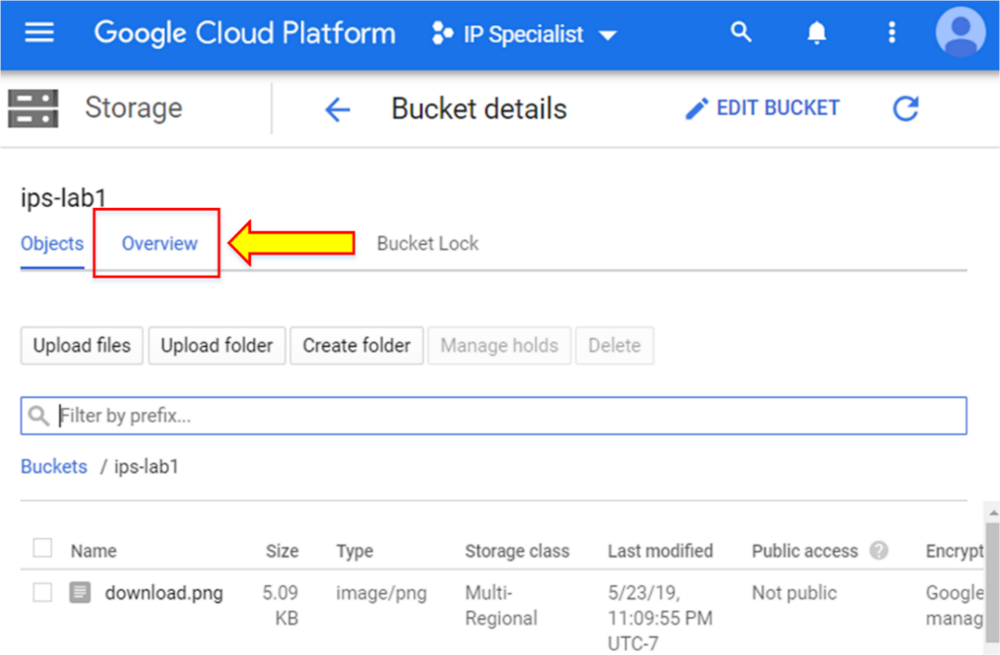 Google Cloud Platform IP Specialist
Storage Bucket details EDIT BUCKET
ips-lab1
Objects Overview Bucket Lock
Upload files Upload folder Create folder Manage holds Delete
Filter by prefix...
Buckets / ips-lab1
Name Size Type Storage class Last modified Public access ? Encrypt
download.png 5.09 image/png Multi- 5/23/19, Not public Google
KB Regional 11:09:55 PM manag
UTC-7